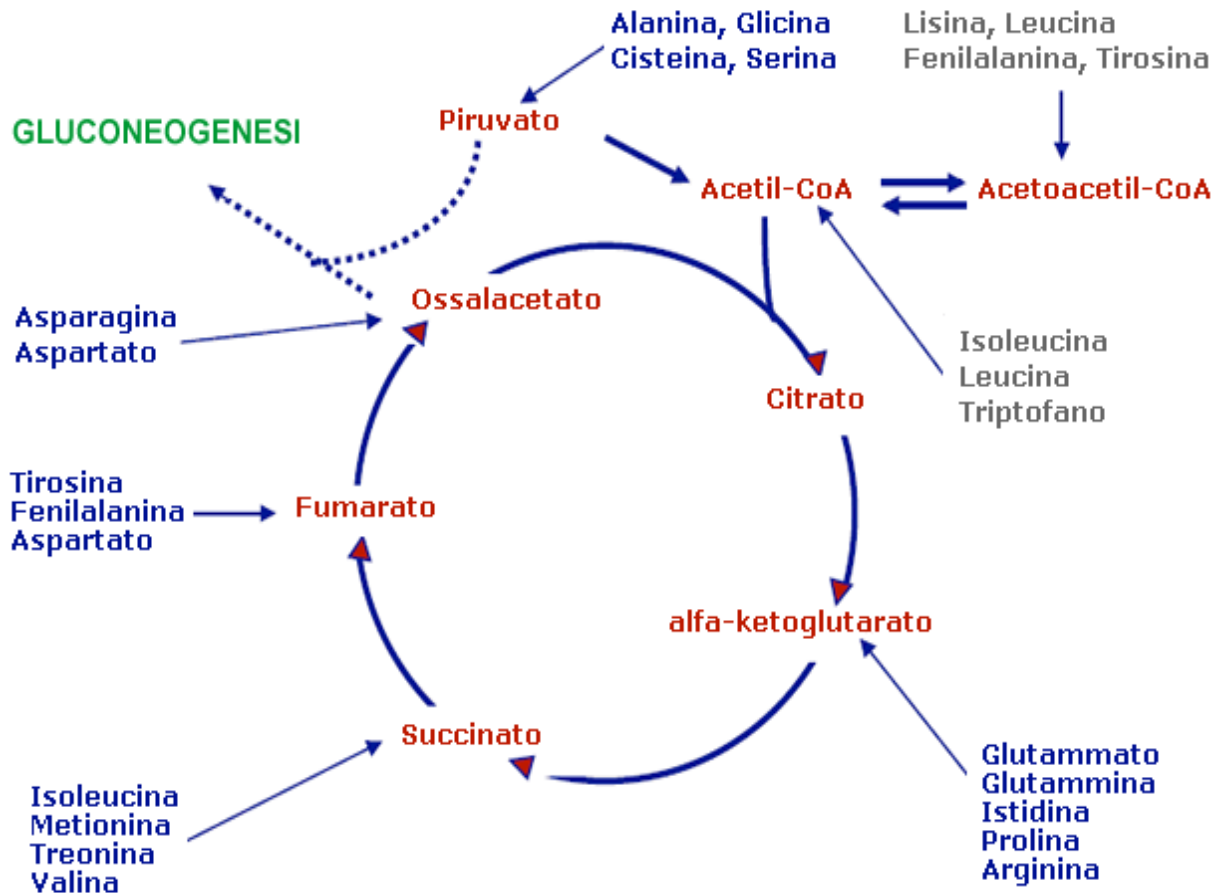 Alanina, Glicina
Cisteina, Serina
Lisina, Leucina
Fenilalanina, Tirosina
GLUCONEOGENESI
Piruvato
Acetil-CoA
Acetoacetil-CoA
Ossalacetato
Asparagina
Aspartato
Isoleucina
Leucina
Triptofano
Citrato
Tirosina
Fenilalanina
Aspartato
Fumarato
alfa-ketoglutarato
Succinato
Glutammato
Glutammina
Istidina
Prolina
Arginina
Isoleucina
Metionina
Treonina
Valina